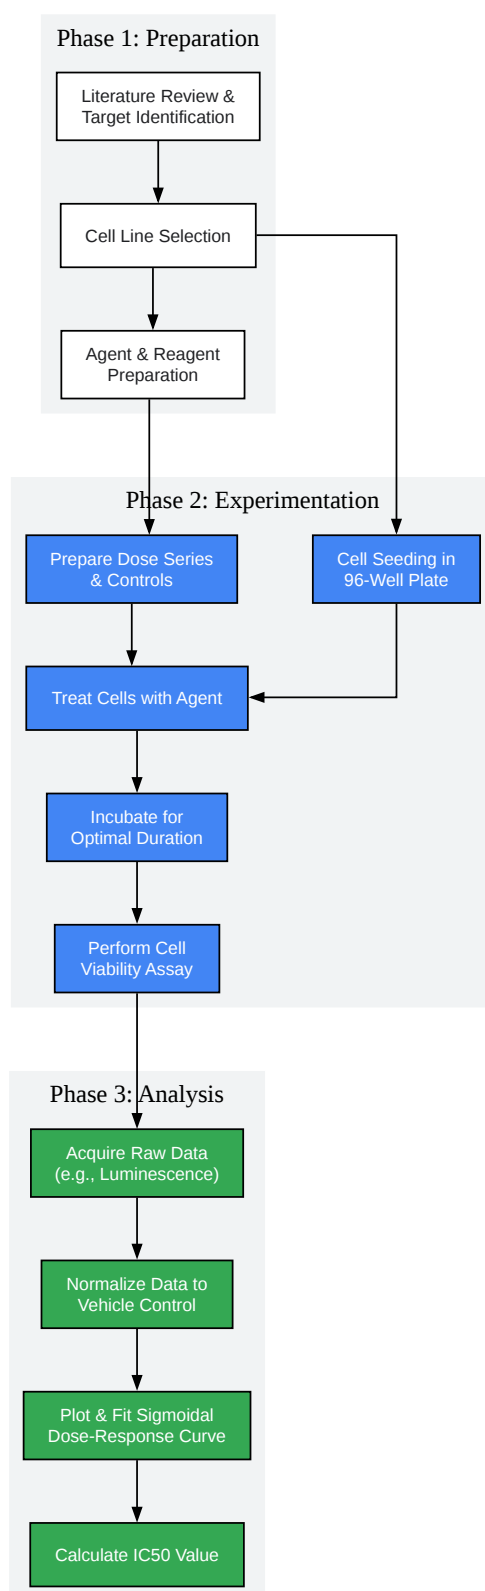 Phase 1: Preparation
Literature Review &
Target Identification
Cell Line Selection
Agent & Reagent
Preparation
Phase 2: Experimentation
Prepare Dose Series
& Controls
Cell Seeding in
96-Well Plate
Treat Cells with Agent
Incubate for
Optimal Duration
Perform Cell
Viability Assay
Phase 3: Analysis
Acquire Raw Data
(e.g., Luminescence)
Normalize Data to
Vehicle Control
Plot & Fit Sigmoidal
Dose-Response Curve
Calculate IC50 Value